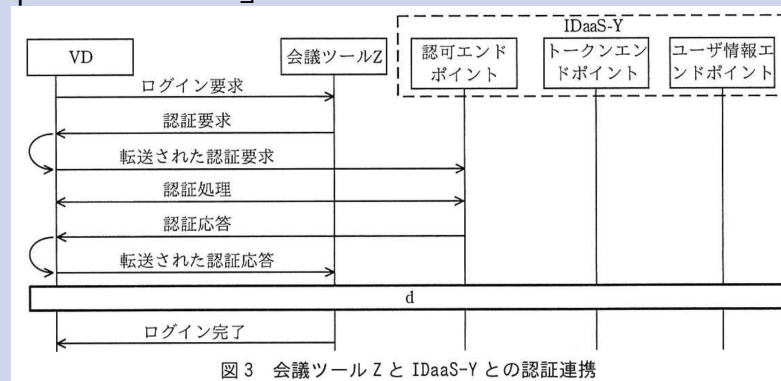 IDaaS-Y
VD
会議ツールZ
認可エンド
ポイント
トークンエン
ドポイント
ユーザ情報エ
ンドポイント
ログイン要求
認証要求
転送された認証要求
認証処理
認証応答
転送された認証応答
d
ログイン完了
図3 会議ツールZとIDaaS-Yとの認証連携